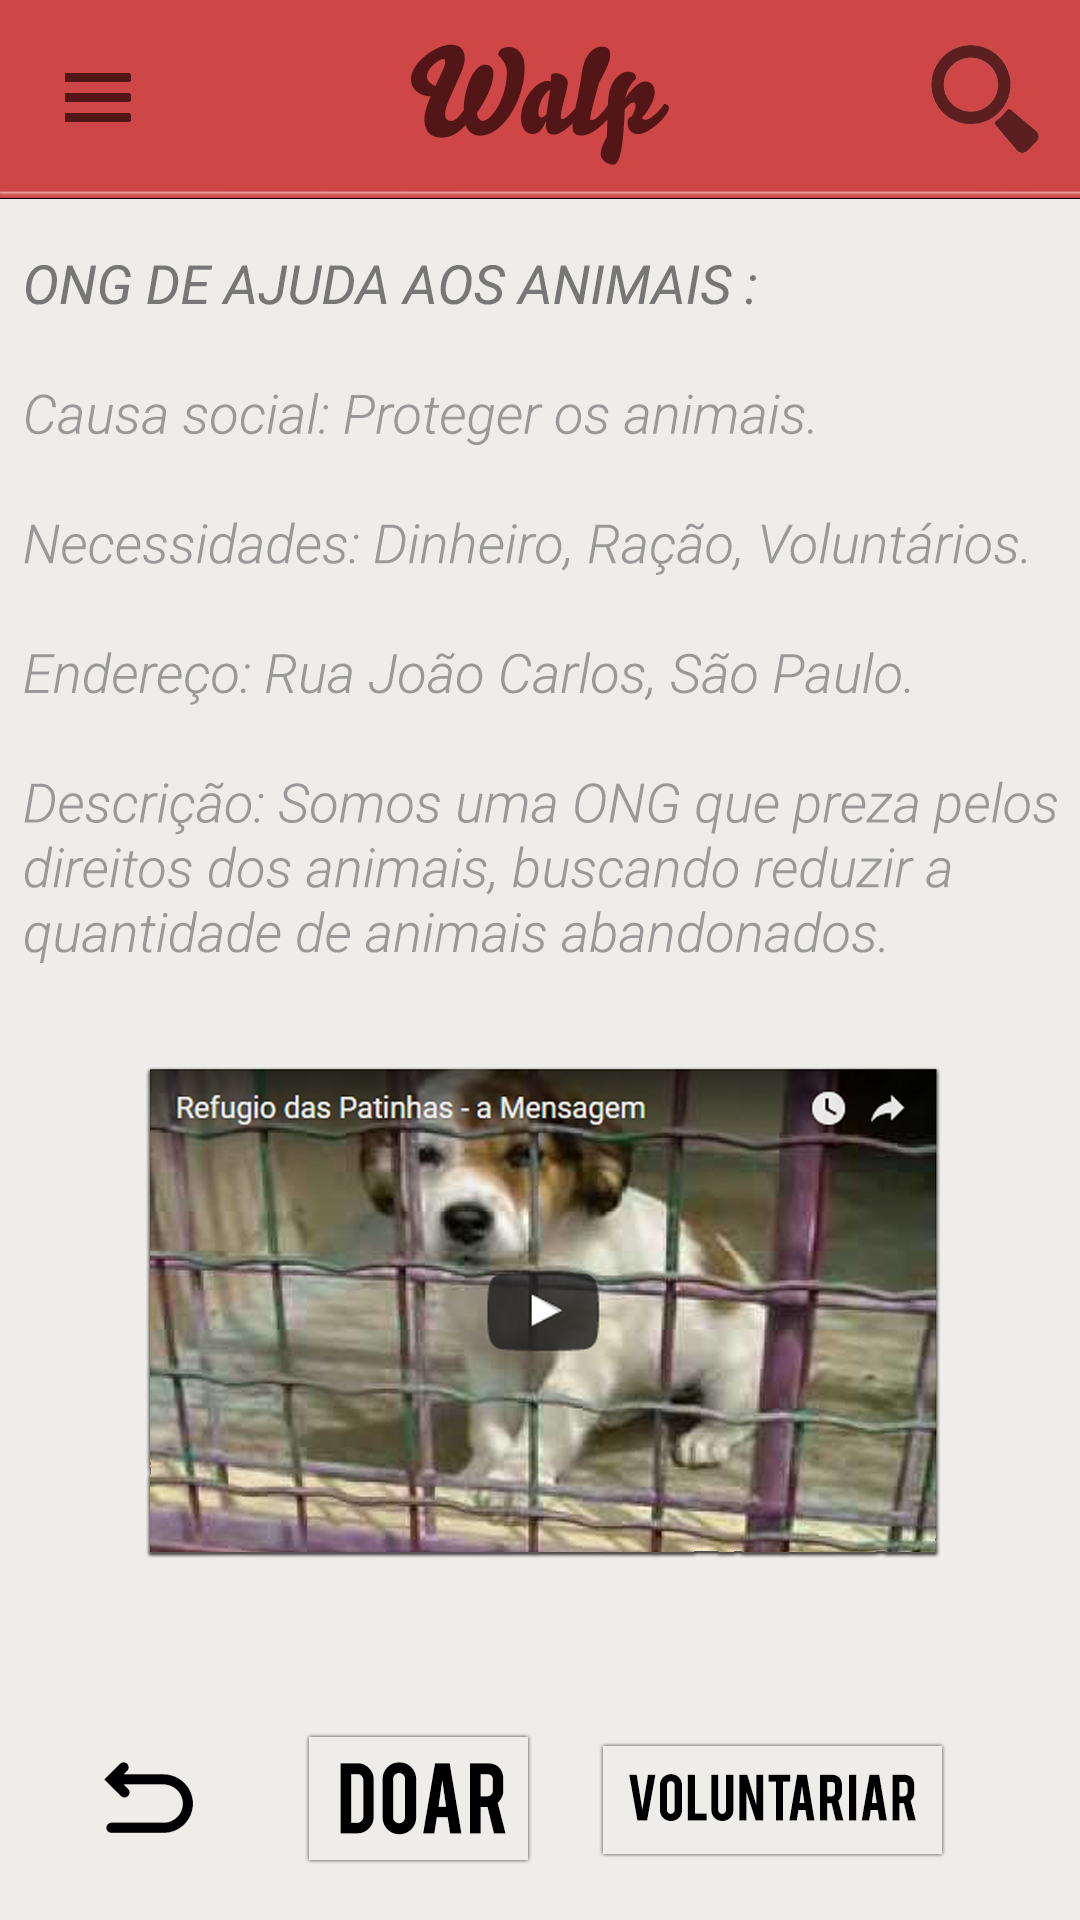 Walp
ONG DE AJUDA AOS ANIMAIS :
Causa social: Proteger os animais.
Necessidades: Dinheiro, Ração, Voluntários.
Endereço: Rua João Carlos, São Paulo.
Descrição: Somos uma ONG que preza pelos
direitos dos animais, buscando reduzir a
quantidade de animais abandonados.
Refugio das Patinhas - a Mensagem
DOAR
VOLUNTARIAR